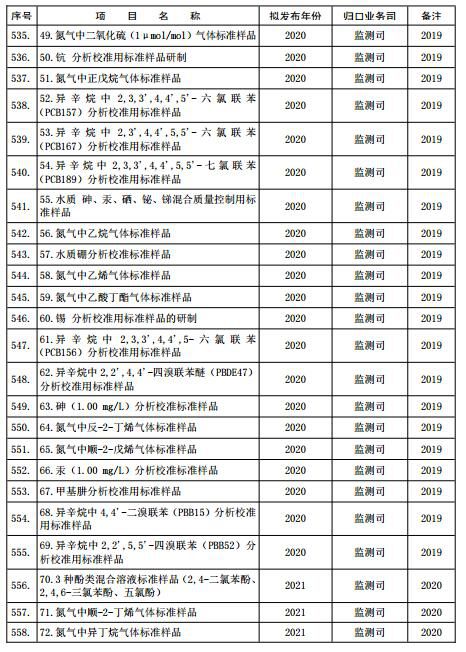 序号 项 目 名 称 拟发布年份 归口业务司 备注
535. 49.氮气中二氧化硫(1μmol/mol)气体标准样品 2020 监测司 2019
536. 50.钪 分析校准用标准样品研制 2020 监测司 2019
537. 51.氮气中正戊烷气体标准样品 2020 监测司 2019
538. 52.异辛烷中 2,3,3',4,4',5'-六氯联苯
(PCB157)分析校准用标准样品 2020 监测司 2019
539. 53.异辛烷中 2,3',4,4',5,5'-六氯联苯
(PCB167)分析校准用标准样品 2020 监测司 2019
540. 54.异辛烷中 2,3,3',4,4,5,5'-七氯联苯
(PCB189)分析校准用标准样品 2020 监测司 2019
541. 55.水质 砷、汞、硒、铋、锑混合质量控制用标
准样品 2020 监测司 2019
542. 56.氮气中乙烷气体标准样品 2020 监测司 2019
543. 57.水质硼分析校准用标准样品 2020 监测司 2019
544. 58.氮气中乙烯气体标准样品 2020 监测司 2019
545. 59.氮气中乙酸丁酯气体标准样品 2020 监测司 2019
546. 60.锡 分析校准用标准样品的研制 2020 监测司 2019
547. 61.异辛烷中 2,3,3',4,4',5-六氯联苯
(PCB156)分析校准用标准样品 2020 监测司 2019
548. 62.异辛烷中 2,2',4,4'-四溴联苯醚(PBDE47)
分析校准用标准样品 2020 监测司 2019
549. 63.砷(1.00 mg/L)分析校准标准样品 2020 监测司 2019
550. 64.氮气中反-2-丁烯气体标准样品 2020 监测司 2019
551. 65.氮气中顺-2-戊烯气体标准样品 2020 监测司 2019
552. 66.汞(1.00 mg/L)分析校准标准样品 2020 监测司 2019
553. 67.甲基肼分析校准用标准样品 2020 监测司 2019
554. 68.异辛烷中 4,4'-二溴联苯(PBB15)分析校准
用标准样品 2020 监测司 2019
555. 69.异辛烷中 2,2',5,5'-四溴联苯(PBB52)分
析校准用标准样品 2020 监测司 2019
556. 70.3 种酚类混合溶液标准样品(2,4-二氯苯酚、
2,4,6-三氯苯酚、五氯酚) 2021 监测司 2020
557. 71.氮气中顺-2-丁烯气体标准样品 2021 监测司 2020
558. 72.氮气中异丁烷气体标准样品 2021 监测司 2020